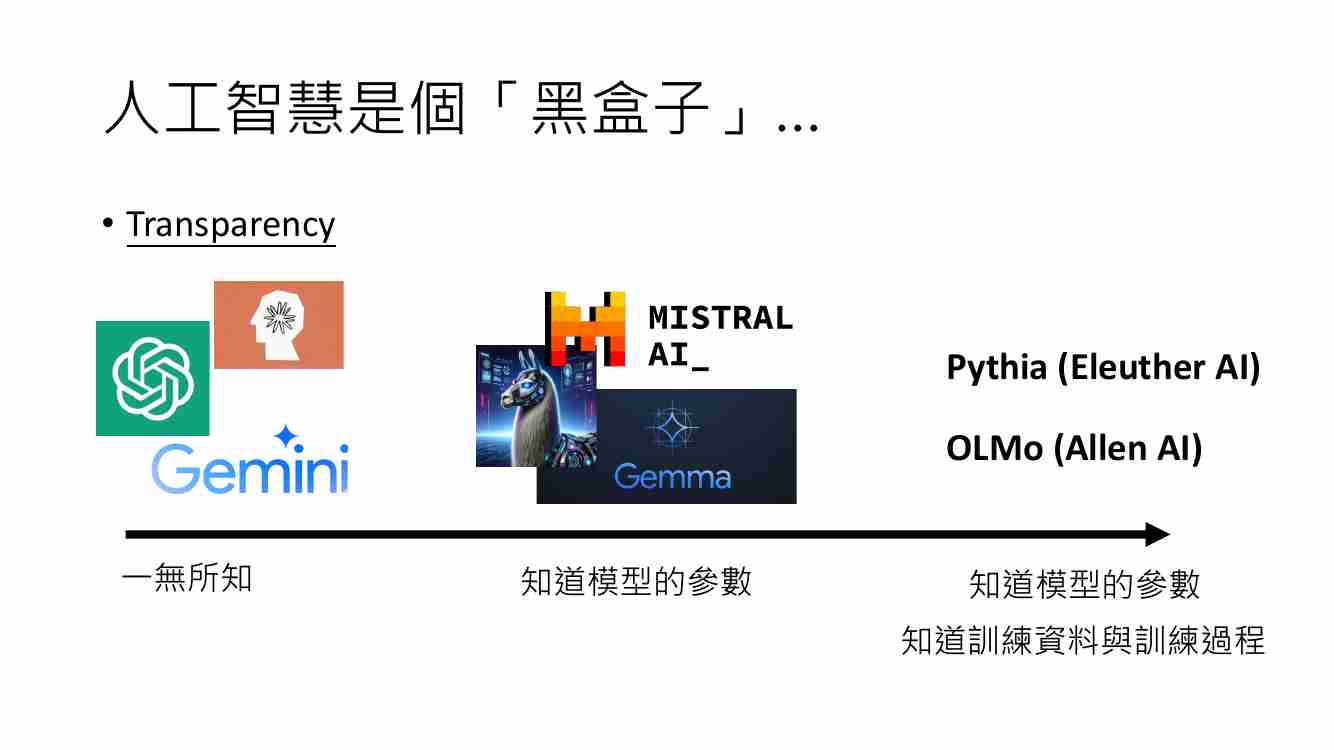 人工智慧是個「黑盒子」…
• Transparency
MISTRAL
AI_
Gemini
Gemma
Pythia (Eleuther AI)
OLMo (Allen AI)
一無所知
知道模型的參數
知道模型的參數
知道訓練資料與訓練過程